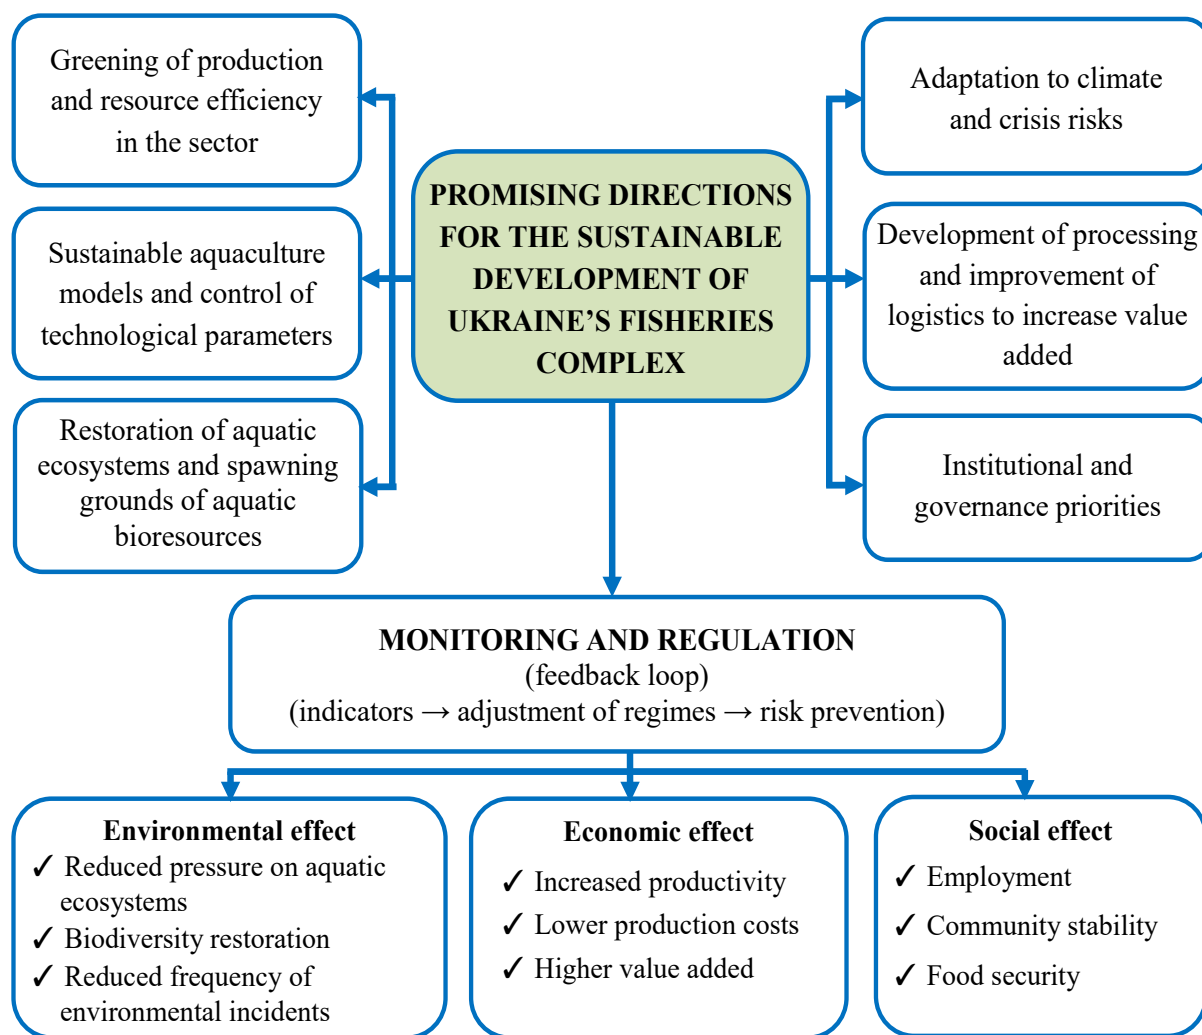 Greening of production
and resource efficiency
in the sector
Sustainable aquaculture
models and control of
technological parameters
Restoration of aquatic
ecosystems and spawning
grounds of aquatic
bioresources
PROMISING DIRECTIONS
FOR THE SUSTAINABLE
DEVELOPMENT OF
UKRAINE’S FISHERIES
COMPLEX
Adaptation to climate
and crisis risks
Development of processing
and improvement of
logistics to increase value
added
Institutional and
governance priorities
MONITORING AND REGULATION
(feedback loop)
(indicators → adjustment of regimes → risk prevention)
Environmental effect
✓ Reduced pressure on aquatic
ecosystems
✓ Biodiversity restoration
✓ Reduced frequency of
environmental incidents
Economic effect
✓ Increased productivity
✓ Lower production costs
✓ Higher value added
Social effect
✓ Employment
✓ Community stability
✓ Food security